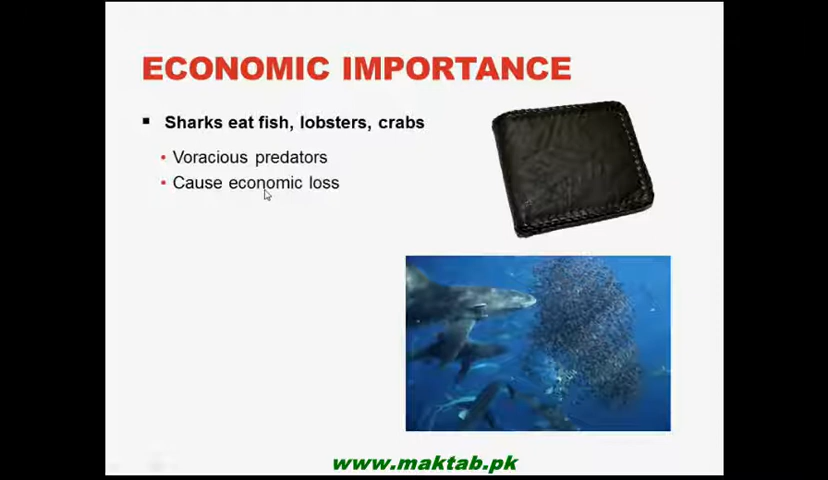 ECONOMIC IMPORTANCE
Sharks eat fish, lobsters, crabs
Voracious predators
Cause economic loss
www.maktab.pk